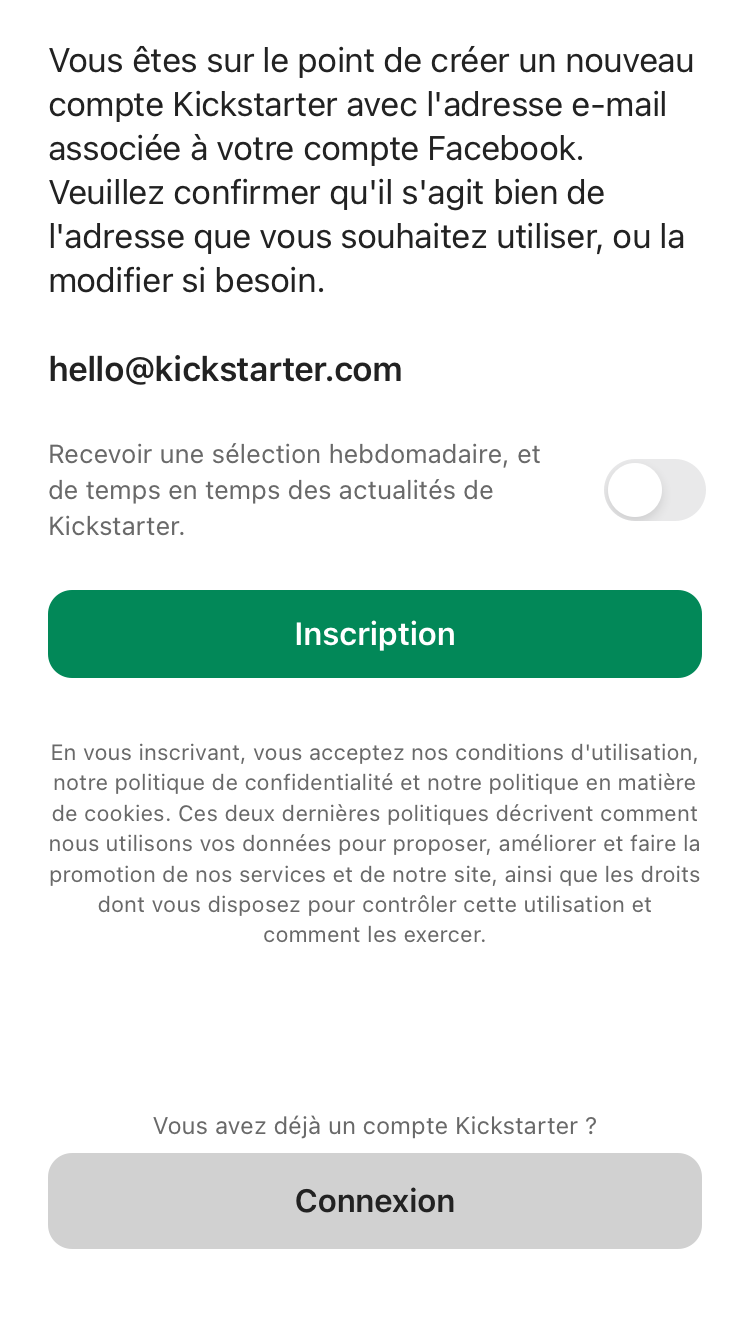 Vous êtes sur le point de créer un nouveau
compte Kickstarter avec l'adresse e-mail
associée à votre compte Facebook.
Veuillez confirmer qu'il s'agit bien de
l'adresse que vous souhaitez utiliser, ou la
modifier si besoin.
hello@kickstarter.com
Recevoir une sélection hebdomadaire, et
de temps en temps des actualités de
Kickstarter.
Inscription
En vous inscrivant, vous acceptez nos conditions d'utilisation,
notre politique de confidentialité et notre politique en matière
de cookies. Ces deux dernières politiques décrivent comment
nous utilisons vos données pour proposer, améliorer et faire la
promotion de nos services et de notre site, ainsi que les droits
dont vous disposez pour contrôler cette utilisation et
comment les exercer.
Vous avez déjà un compte Kickstarter ?
Connexion